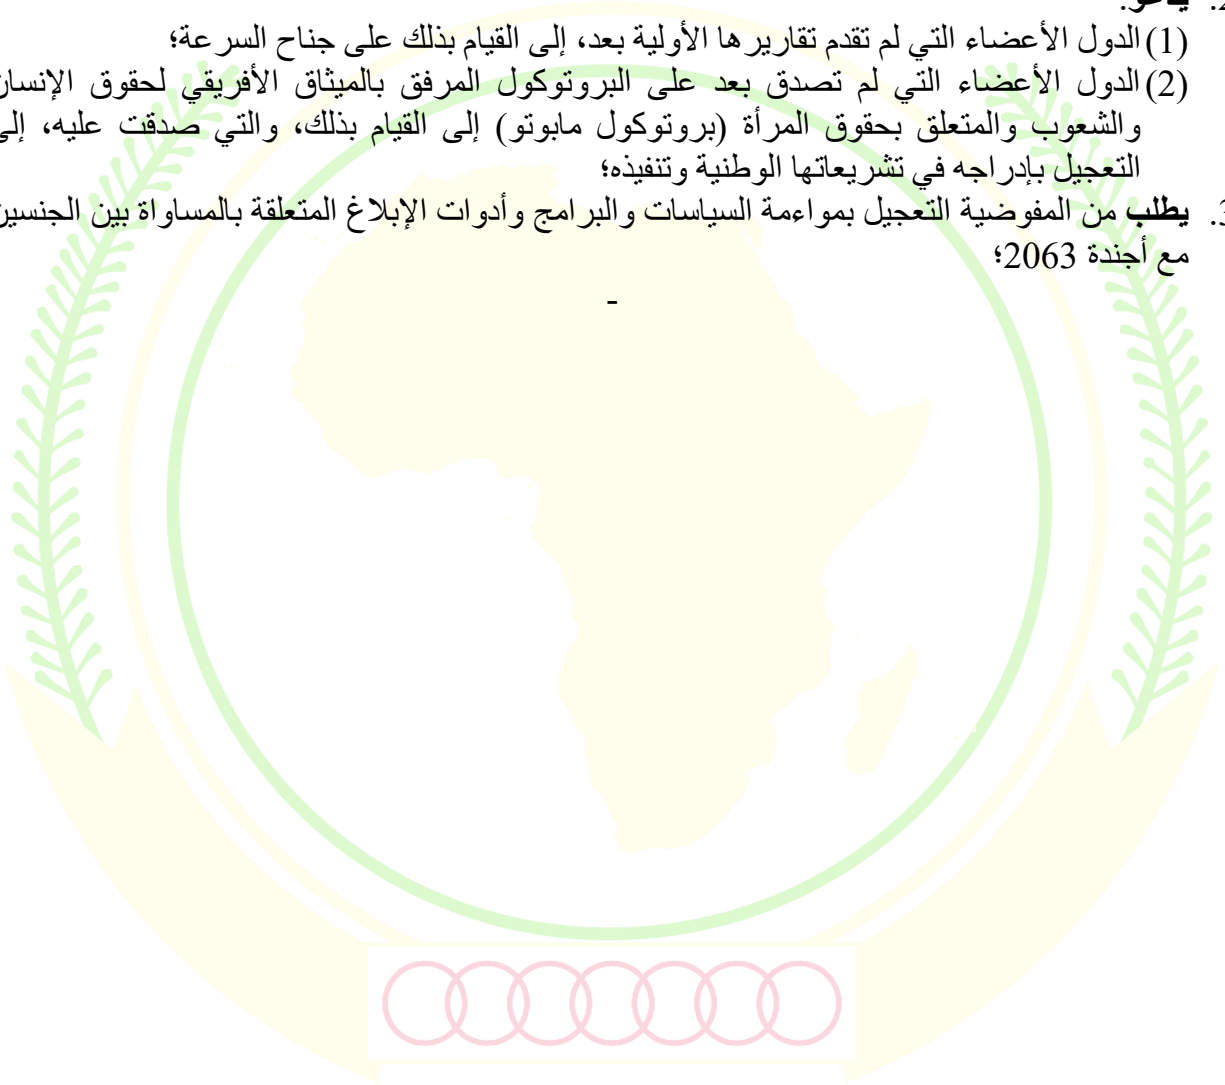 2. يدعو:
(1) الدول الأعضاء التي لم تقدم تقاريرها الأولية بعد، إلى القيام بذلك على جناح السرعة؛
(2) الدول الأعضاء التي لم تصدق بعد على البروتوكول المرفق بالميثاق الأفريقي لحقوق الإنسان
والشعوب والمتعلق بحقوق المرأة (بروتوكول مابوتو) إلى القيام بذلك، والتي صدقت عليه، إلى
التعجيل بإدراجه في تشريعاتها الوطنية وتنفيذه؛
3. يطلب من المفوضية التعجيل بمواءمة السياسات والبرامج وأدوات الإبلاغ المتعلقة بالمساواة بين الجنسين
مع أجندة 2063؛
-